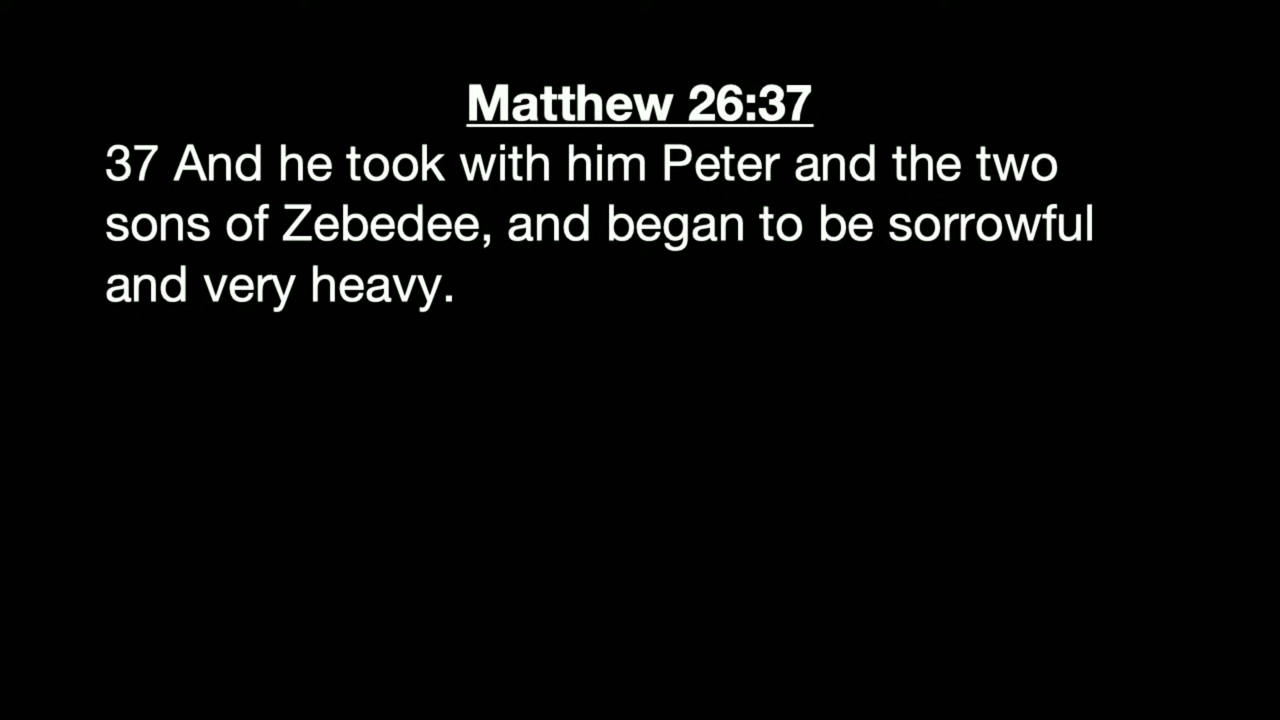 Matthew 26:37
37 And he took with him Peter and the two
sons of Zebedee, and began to be sorrowful
and very heavy.